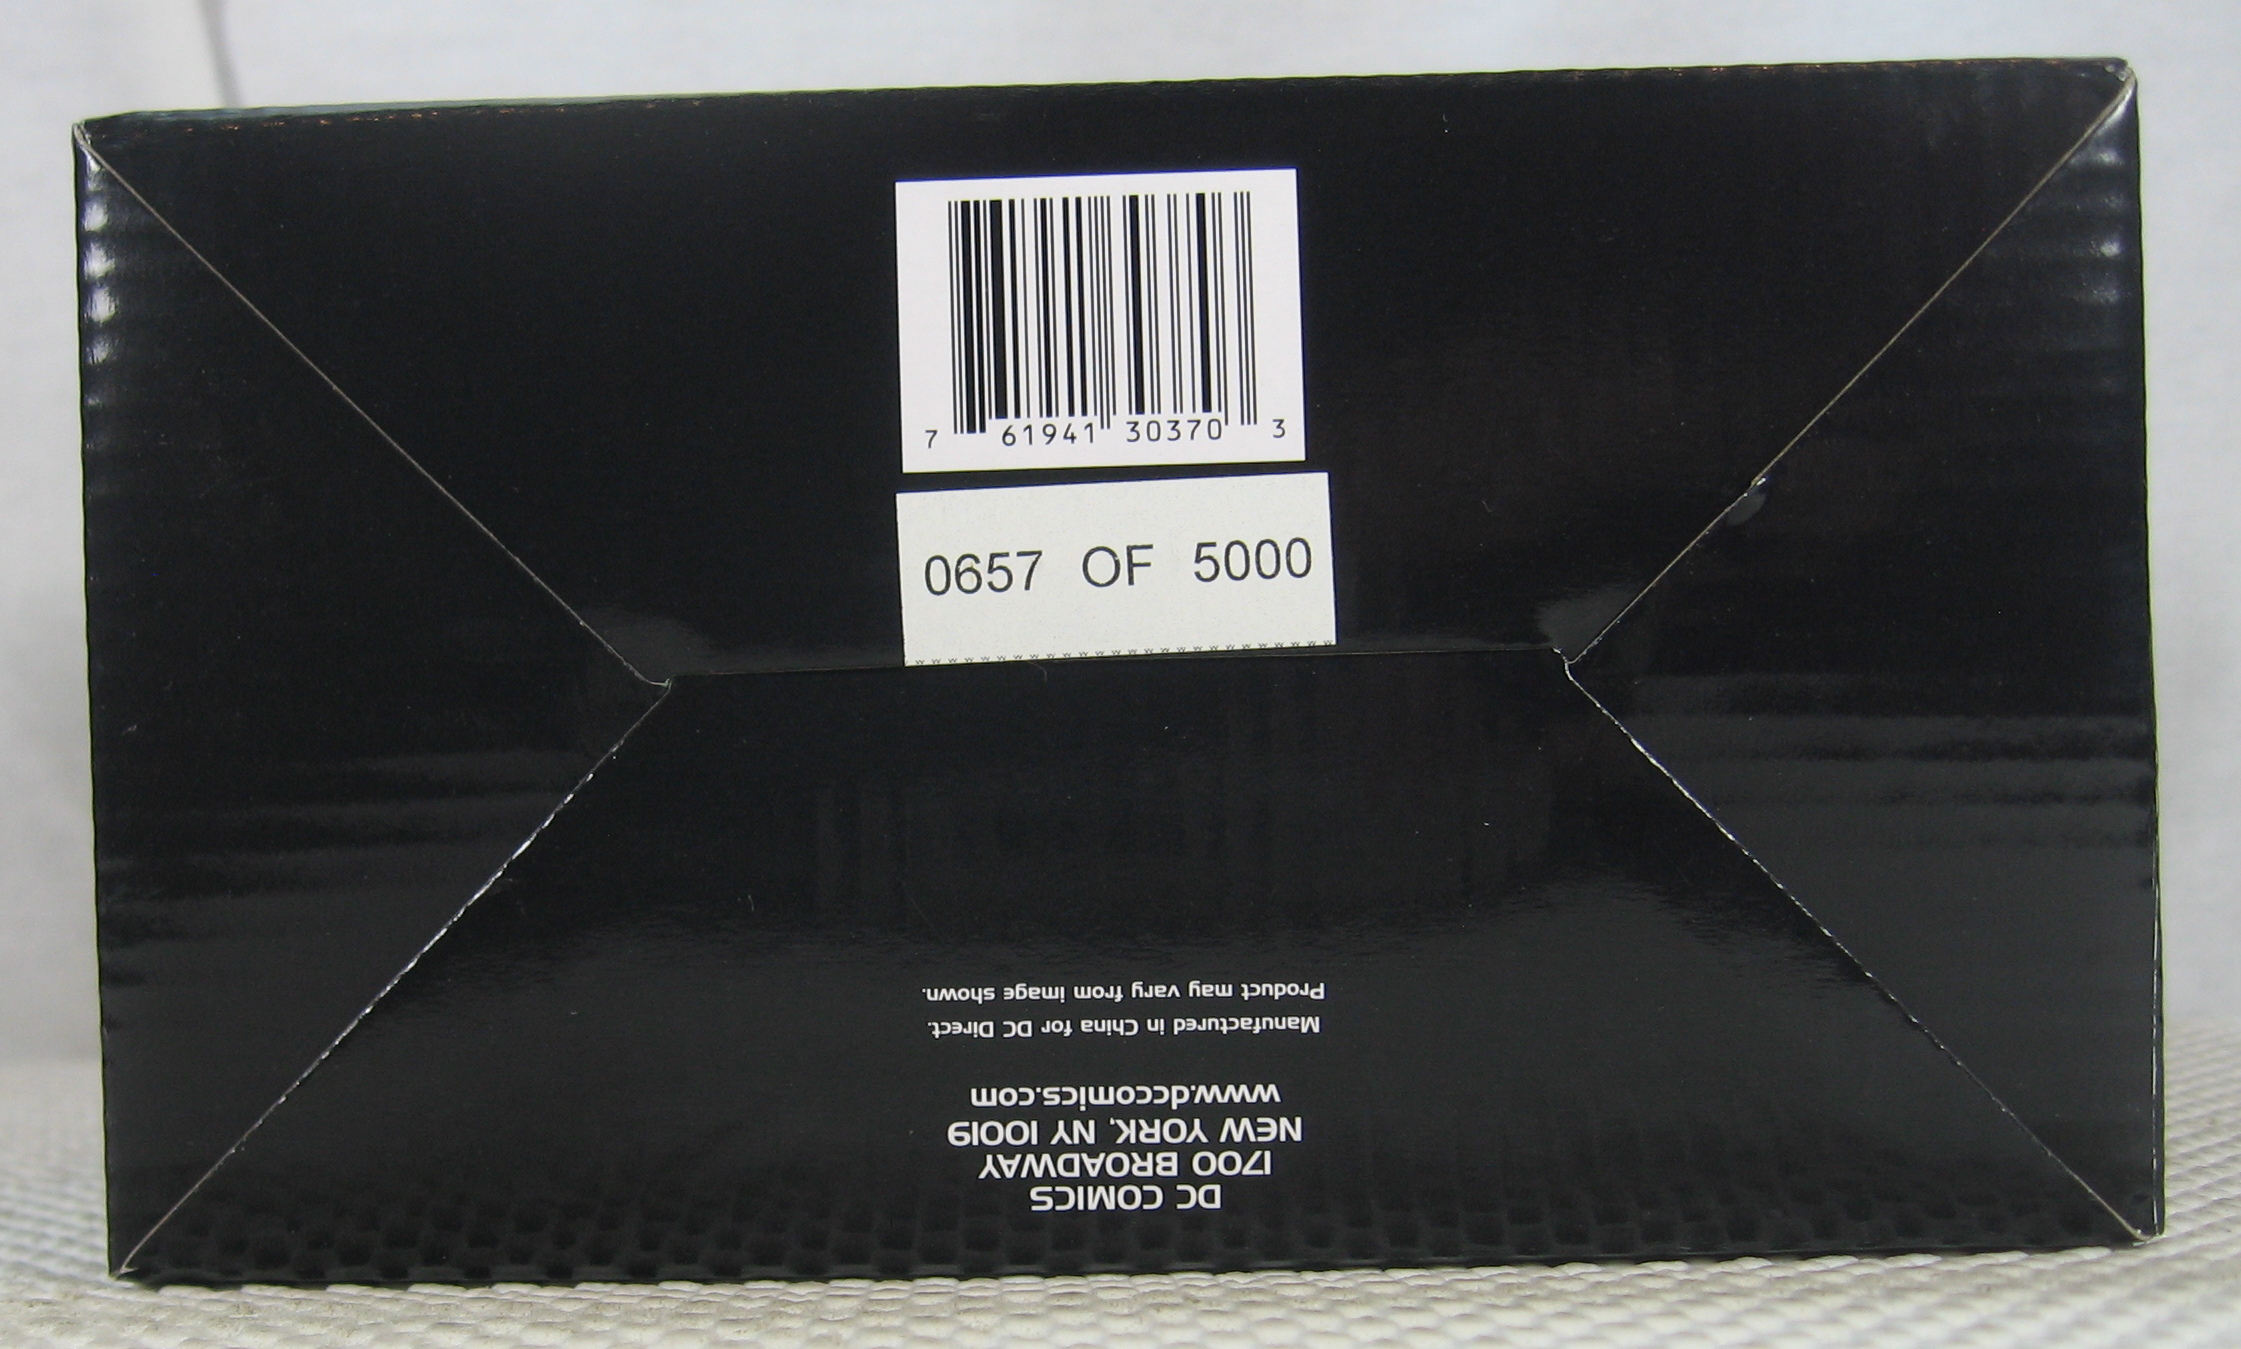 7 61941 30370 3
0657 OF 5000
DC COMICS
1700 BROADWAY
NEW YORK, NY 10019
www.dccomics.com
Manufactured in China for DC Direct.
Product may vary from image shown.